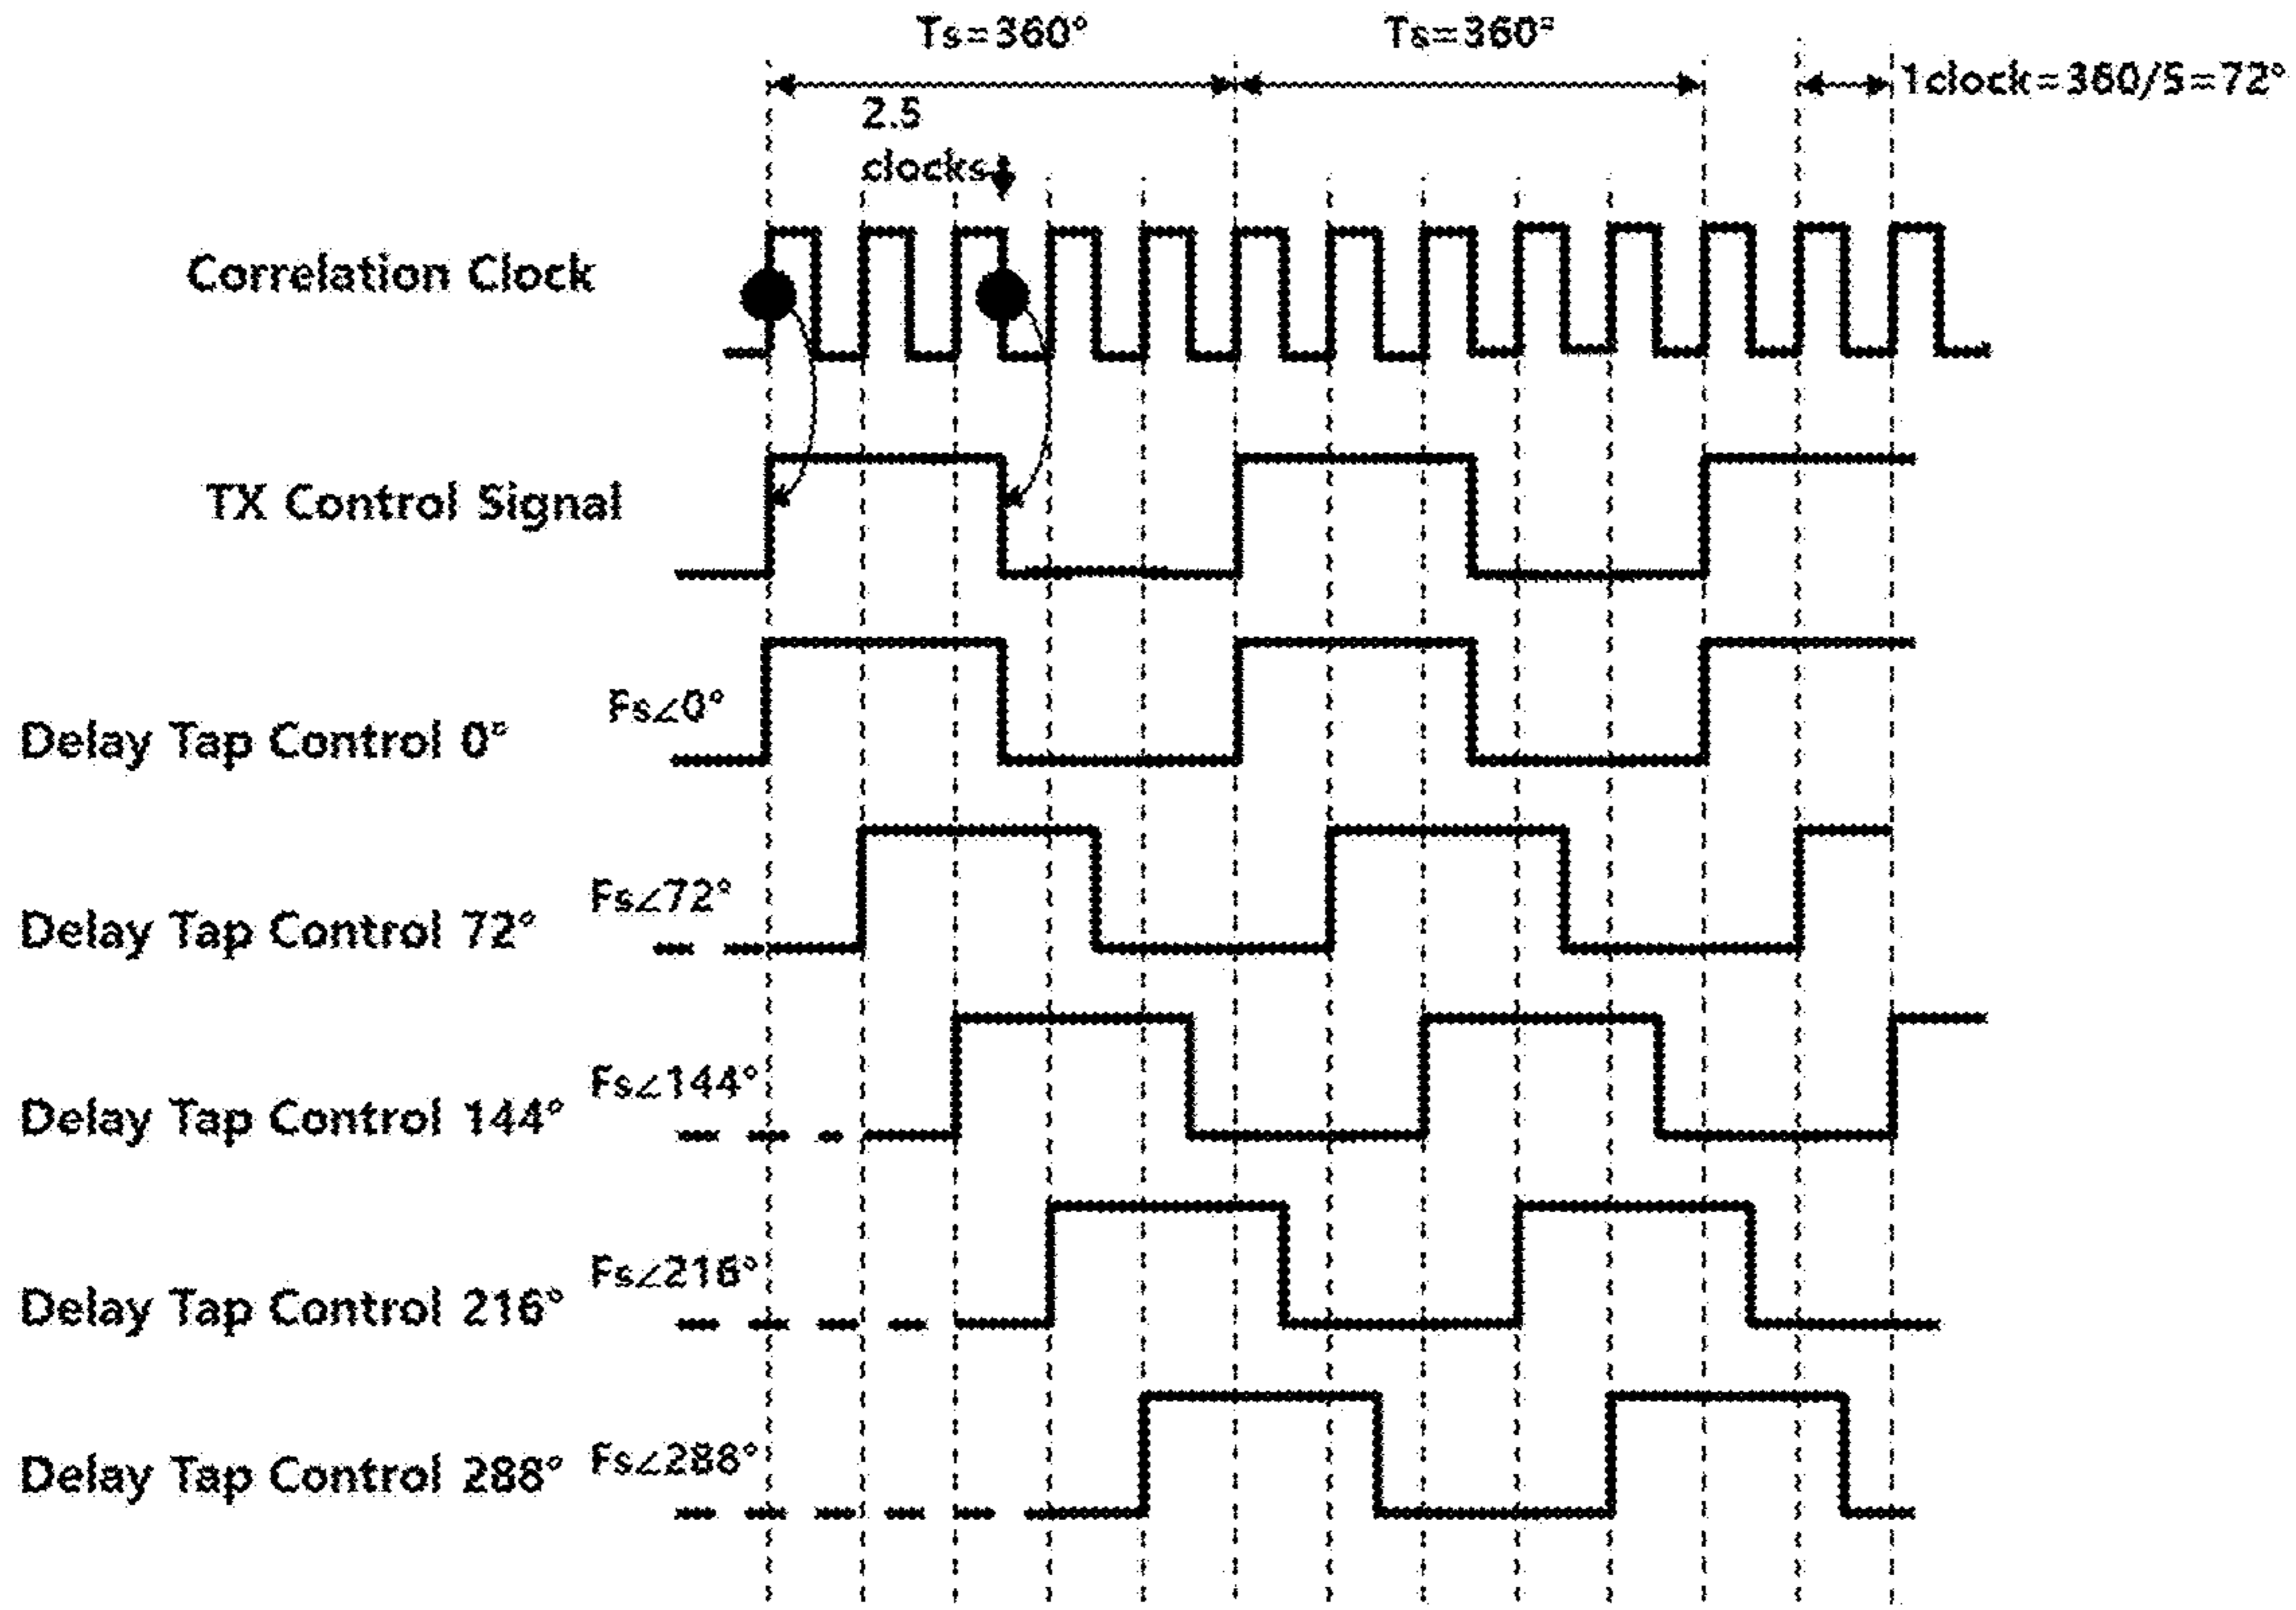 Ts=360° Ts=360°
1clock=360/5=72°
2.5
clocks
Correlation Clock
TX Control Signal
Fs∠0°
Delay Tap Control 0°
Fs∠72°
Delay Tap Control 72°
Fs∠144°
Delay Tap Control 144°
Fs∠216°
Delay Tap Control 216°
Fs∠288°
Delay Tap Control 288°